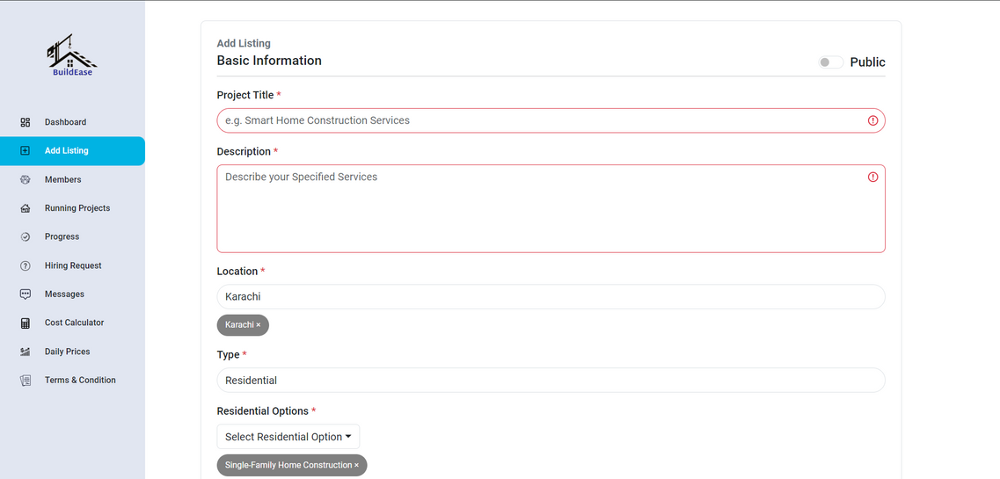 BuildEase
Dashboard
Add Listing
Members
Running Projects
Progress
Hiring Request
Messages
Cost Calculator
Daily Prices
Terms & Condition
Add Listing
Basic Information
Public
Project Title *
e.g. Smart Home Construction Services
Description *
Describe your Specified Services
Location *
Karachi
Karachi ×
Type *
Residential
Residential Options *
Select Residential Option
Single-Family Home Construction ×